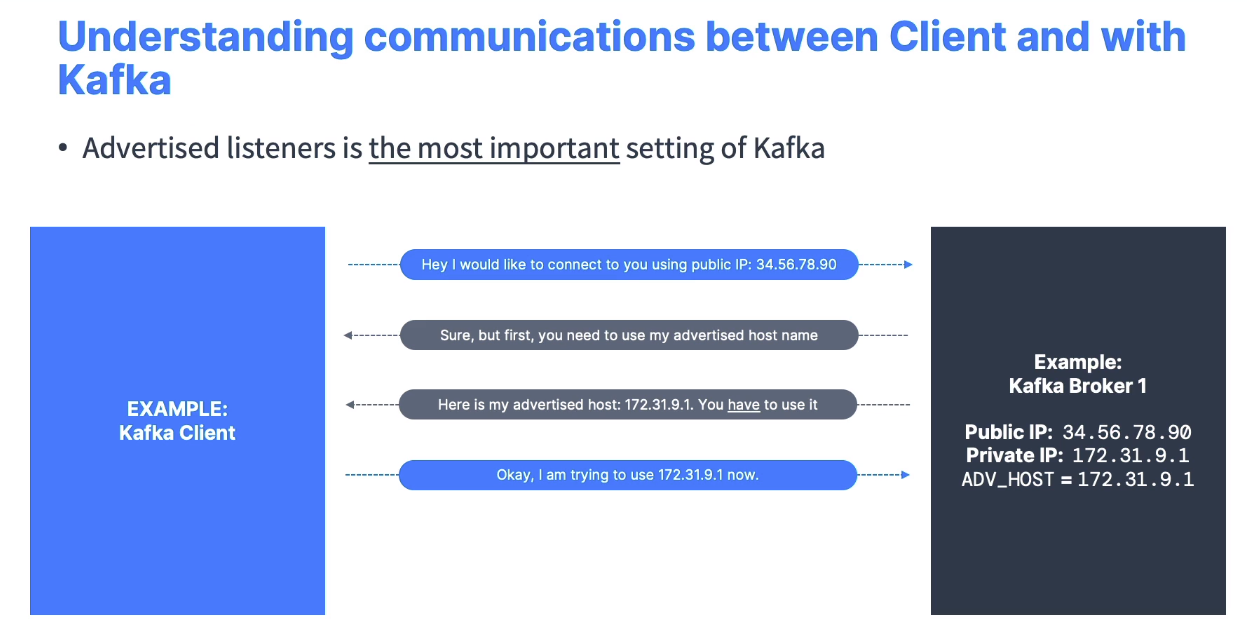 Understanding communications between Client and with
Kafka
• Advertised listeners is the most important setting of Kafka
EXAMPLE:
Kafka Client
Hey I would like to connect to you using public IP: 34.56.78.90
Sure, but first, you need to use my advertised host name
Here is my advertised host: 172.31.9.1. You have to use it
Okay, I am trying to use 172.31.9.1 now.
Example:
Kafka Broker 1
Public IP: 34.56.78.90
Private IP: 172.31.9.1
ADV_HOST = 172.31.9.1